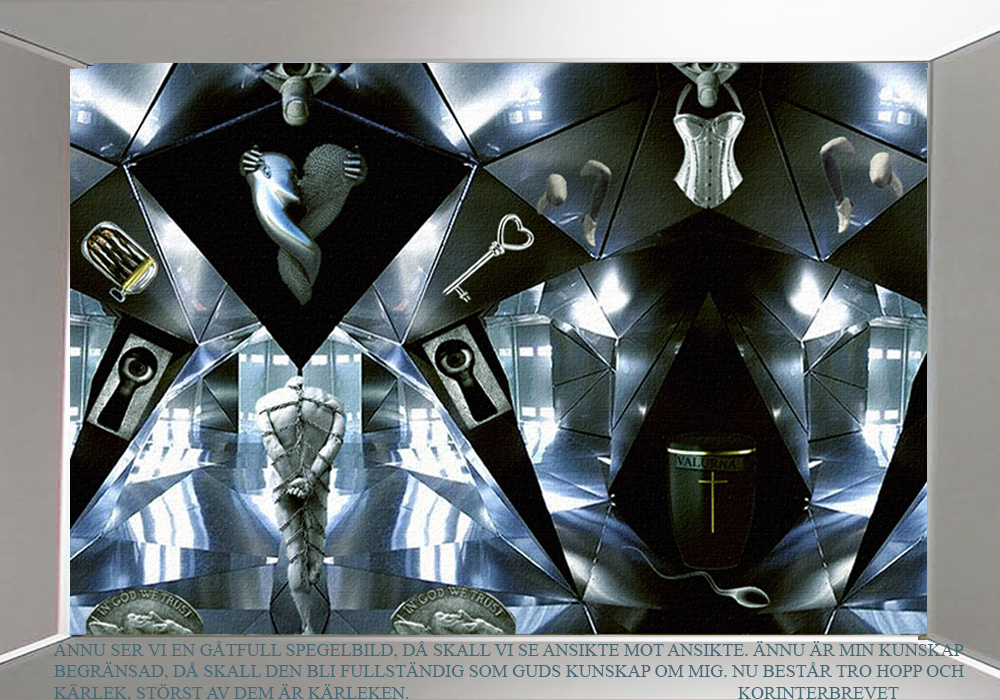 VALURNA
IN GOD WE TRUST
IN GOD WE TRUST
ÄNNU SER VI EN GÅTFULL SPEGELBILD, DÅ SKALL VI SE ANSIKTE MOT ANSIKTE. ÄNNU ÄR MIN KUNSKAP
BEGRÄNSAD, DÅ SKALL DEN BLI FULLSTÄNDIG SOM GUDS KUNSKAP OM MIG. NU BESTÅR TRO HOPP OCH
KÄRLEK, STÖRST AV DEM ÄR KÄRLEKEN. KORINTERBREVET